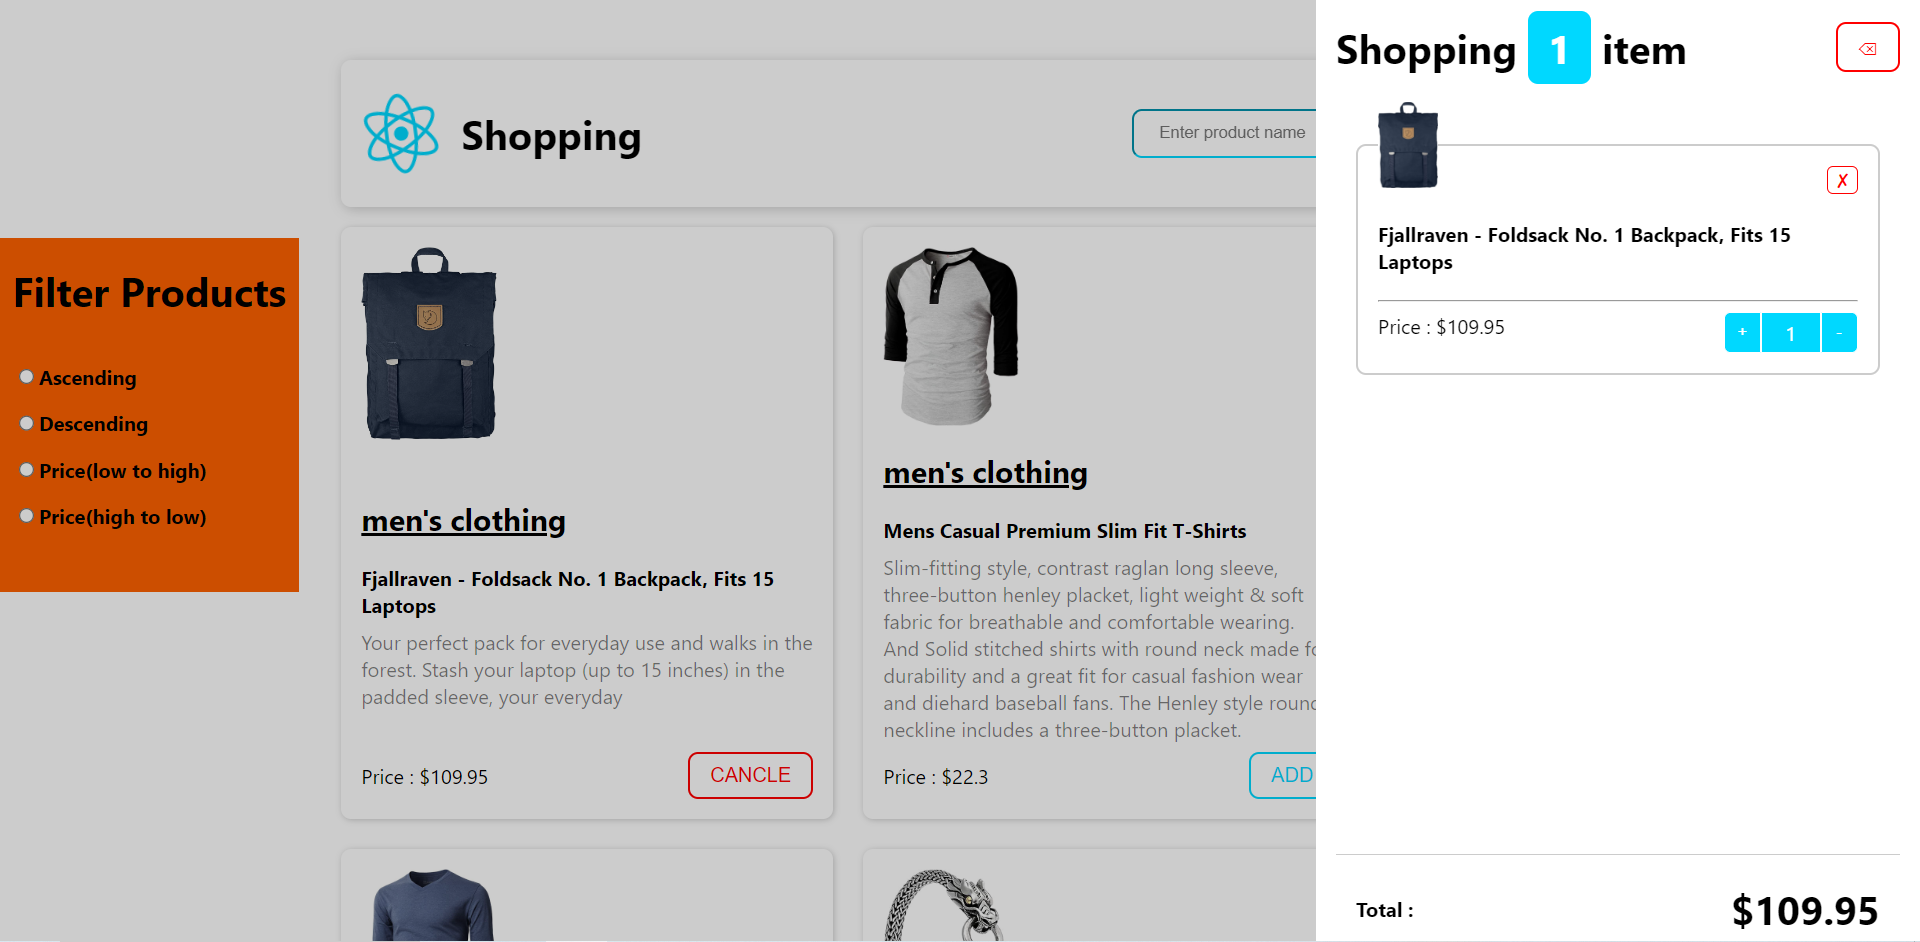 Filter Products
Ascending
Descending
Price(low to high)
Price(high to low)
Shopping
Enter product name
men's clothing
Fjallraven - Foldsack No. 1 Backpack, Fits 15
Laptops
Your perfect pack for everyday use and walks in the
forest. Stash your laptop (up to 15 inches) in the
padded sleeve, your everyday
Price : $109.95
CANCLE
men's clothing
Mens Casual Premium Slim Fit T-Shirts
Slim-fitting style, contrast raglan long sleeve,
three-button henley placket, light weight & soft
fabric for breathable and comfortable wearing.
And Solid stitched shirts with round neck made fo
durability and a great fit for casual fashion wear
and diehard baseball fans. The Henley style round
neckline includes a three-button placket.
Price : $22.3
ADD
Shopping 1 item
⌫
✗
Fjallraven - Foldsack No. 1 Backpack, Fits 15
Laptops
Price : $109.95
+ 1 -
Total :
$109.95